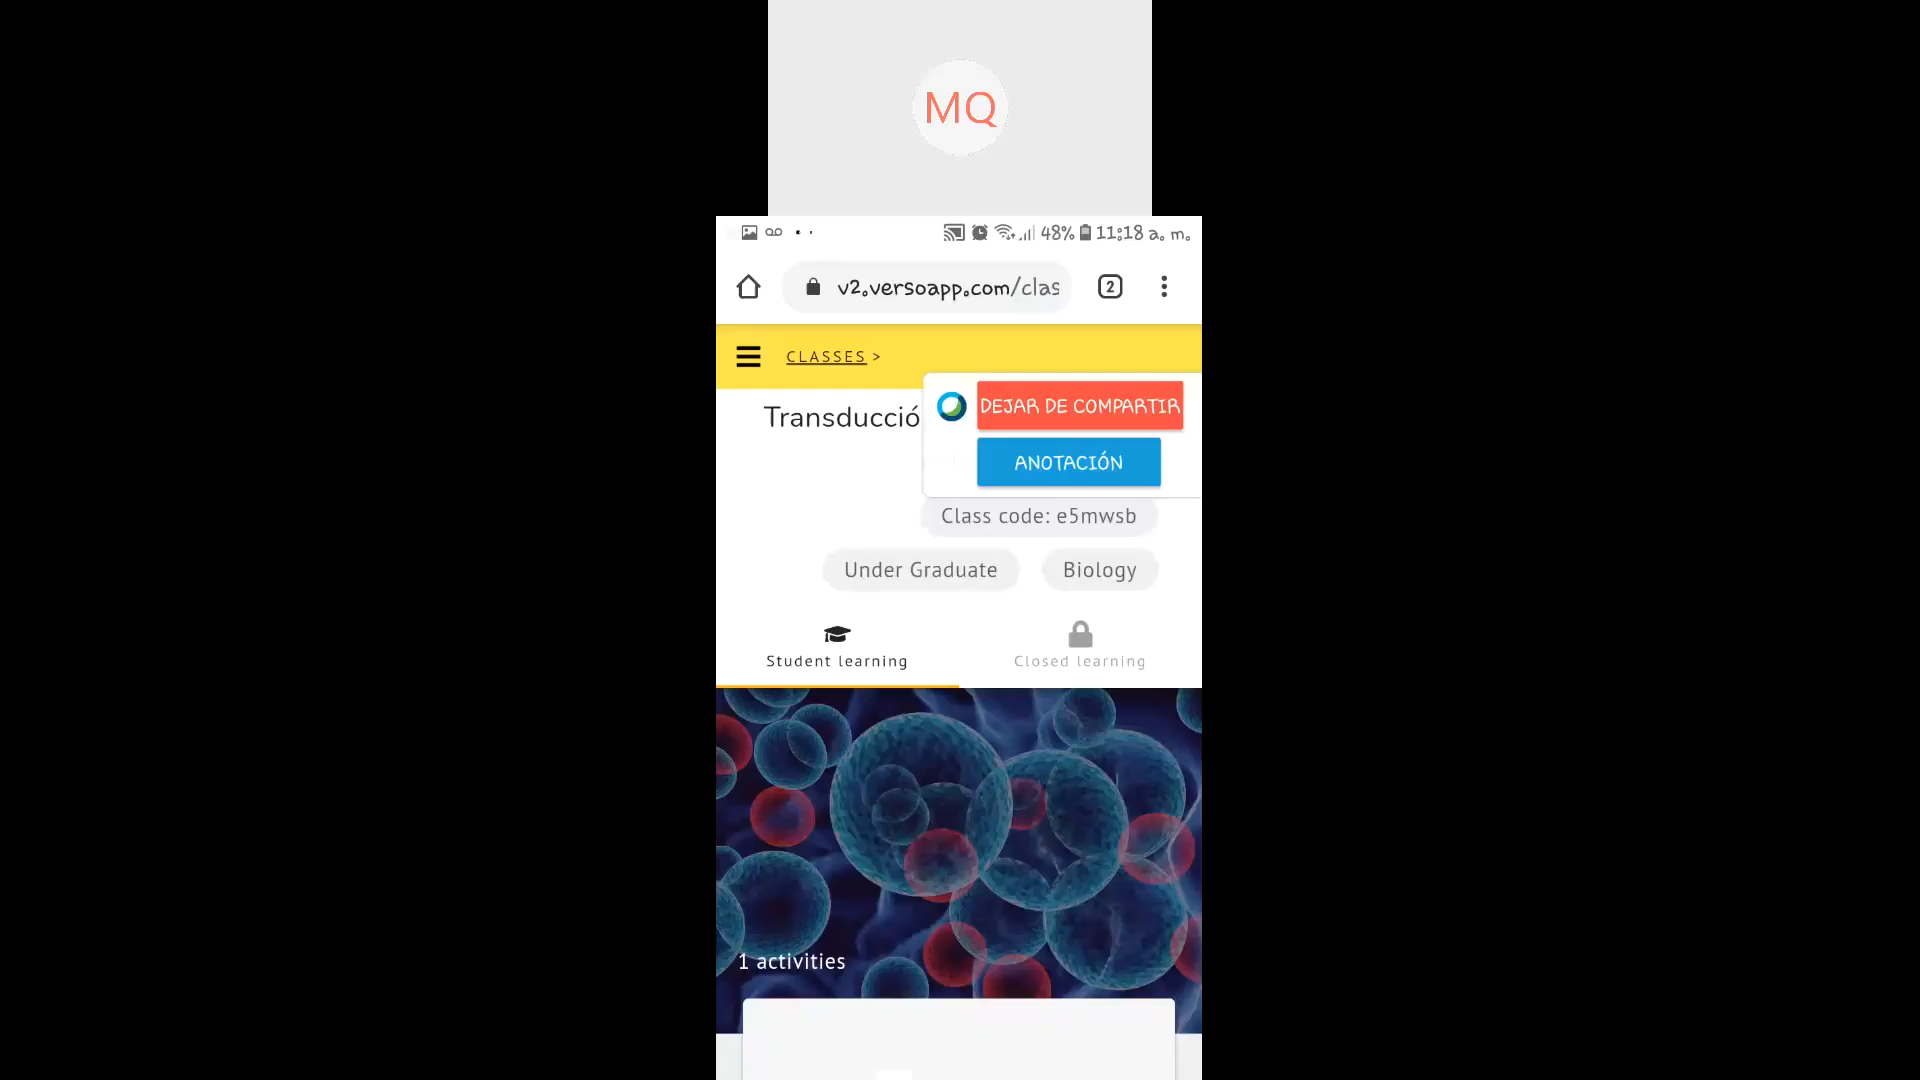 MQ
48% 11:18 a. m.
v2.versoapp.com/clas
2
CLASSES >
Transducció
DEJAR DE COMPARTIR
ANOTACIÓN
Class code: e5mwsb
Under Graduate
Biology
Student learning
Closed learning
1 activities